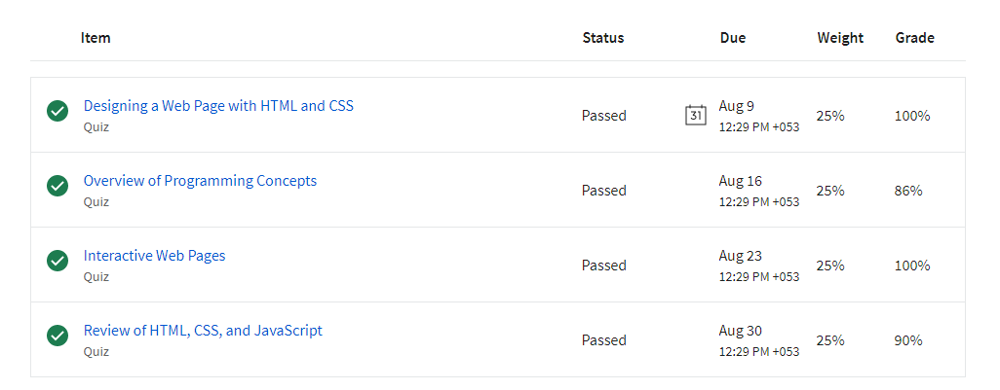 Item Status Due Weight Grade
Designing a Web Page with HTML and CSS
Quiz
Passed
31
Aug 9
12:29 PM +053
25%
100%
Overview of Programming Concepts
Quiz
Passed
Aug 16
12:29 PM +053
25%
86%
Interactive Web Pages
Quiz
Passed
Aug 23
12:29 PM +053
25%
100%
Review of HTML, CSS, and JavaScript
Quiz
Passed
Aug 30
12:29 PM +053
25%
90%